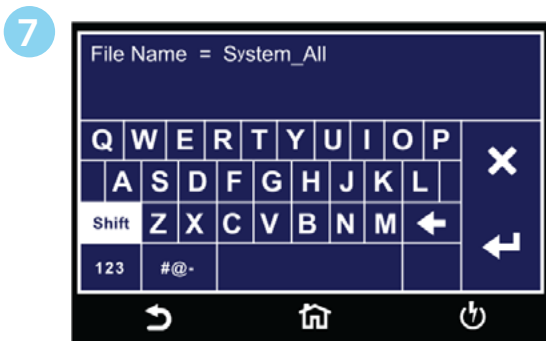 7
File Name = System_All
Q W E R T Y U I O P
A S D F G H J K L
Shift Z X C V B N M
123 #@-